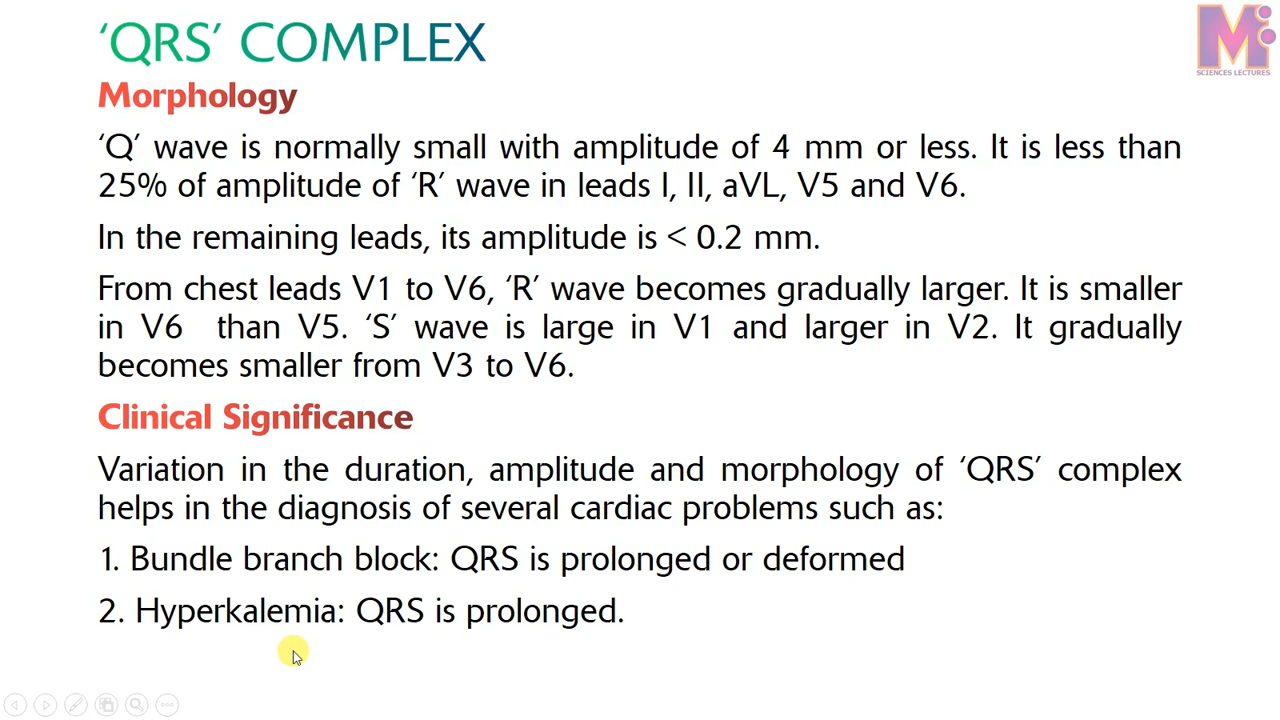 ‘QRS’ COMPLEX
Morphology
‘Q’ wave is normally small with amplitude of 4 mm or less. It is less than
25% of amplitude of ‘R’ wave in leads I, II, aVL, V5 and V6.
In the remaining leads, its amplitude is < 0.2 mm.
From chest leads V1 to V6, ‘R’ wave becomes gradually larger. It is smaller
in V6 than V5. ‘S’ wave is large in V1 and larger in V2. It gradually
becomes smaller from V3 to V6.
Clinical Significance
Variation in the duration, amplitude and morphology of ‘QRS’ complex
helps in the diagnosis of several cardiac problems such as:
1. Bundle branch block: QRS is prolonged or deformed
2. Hyperkalemia: QRS is prolonged.
M
SCIENCES LECTURES